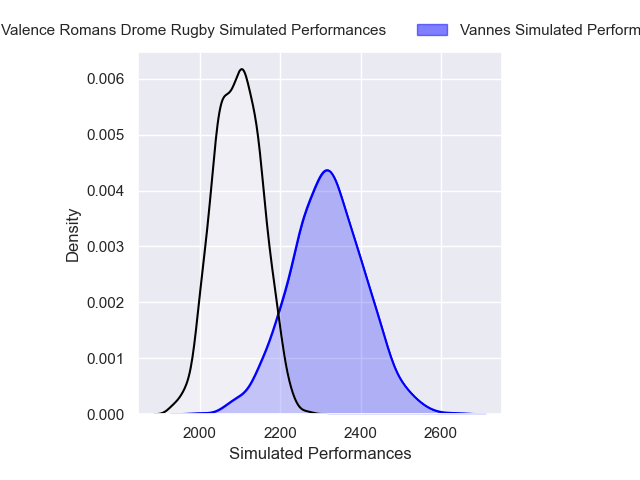 Valence Romans Drome Rugby Simulated Performances
Vannes Simulated Perform
0.006
0.005
0.004
0.003
0.002
0.001
0.000
Density
2000 2200 2400 2600
Simulated Performances